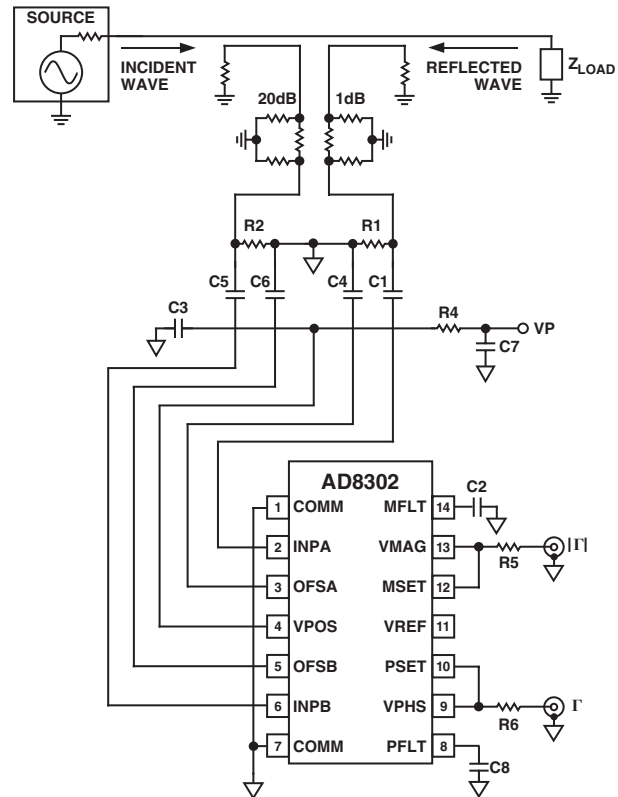 SOURCE
INCIDENT
WAVE
REFLECTED
WAVE
ZLOAD
20dB
1dB
R2
R1
C5
C6
C4
C1
C3
R4
VP
C7
AD8302
1 COMM
MFLT 14
C2
2 INPA
VMAG 13
R5
|Γ|
3 OFSA
MSET 12
4 VPOS
VREF 11
5 OFSB
PSET 10
6 INPB
VPHS 9
R6
Γ
7 COMM
PFLT 8
C8